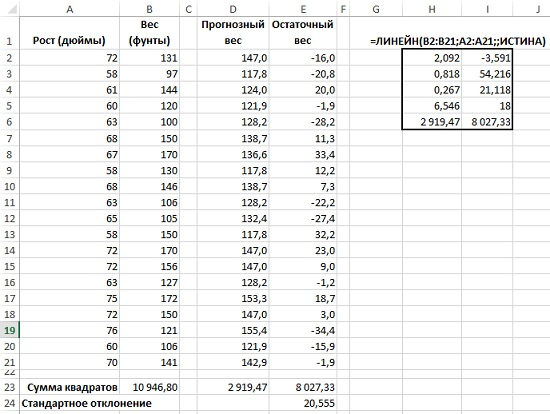 A B C D E F G H I J
1 Рост (дюймы) Вес (фунты) Прогнозный вес Остаточный вес =ЛИНЕЙН(B2:B21;A2:A21;;ИСТИНА)
2 72 131 147,0 -16,0 2,092 -3,591
3 58 97 117,8 -20,8 0,818 54,216
4 61 144 124,0 20,0 0,267 21,118
5 60 120 121,9 -1,9 6,546 18
6 63 100 128,2 -28,2 2 919,47 8 027,33
7 68 150 138,7 11,3
8 67 170 136,6 33,4
9 58 130 117,8 12,2
10 68 146 138,7 7,3
11 63 106 128,2 -22,2
12 65 105 132,4 -27,4
13 58 150 117,8 32,2
14 72 170 147,0 23,0
15 72 156 147,0 9,0
16 63 127 128,2 -1,2
17 75 172 153,3 18,7
18 72 150 147,0 3,0
19 76 121 155,4 -34,4
20 60 106 121,9 -15,9
21 70 141 142,9 -1,9
22
23 Сумма квадратов 10 946,80 2 919,47 8 027,33
24 Стандартное отклонение 20,555